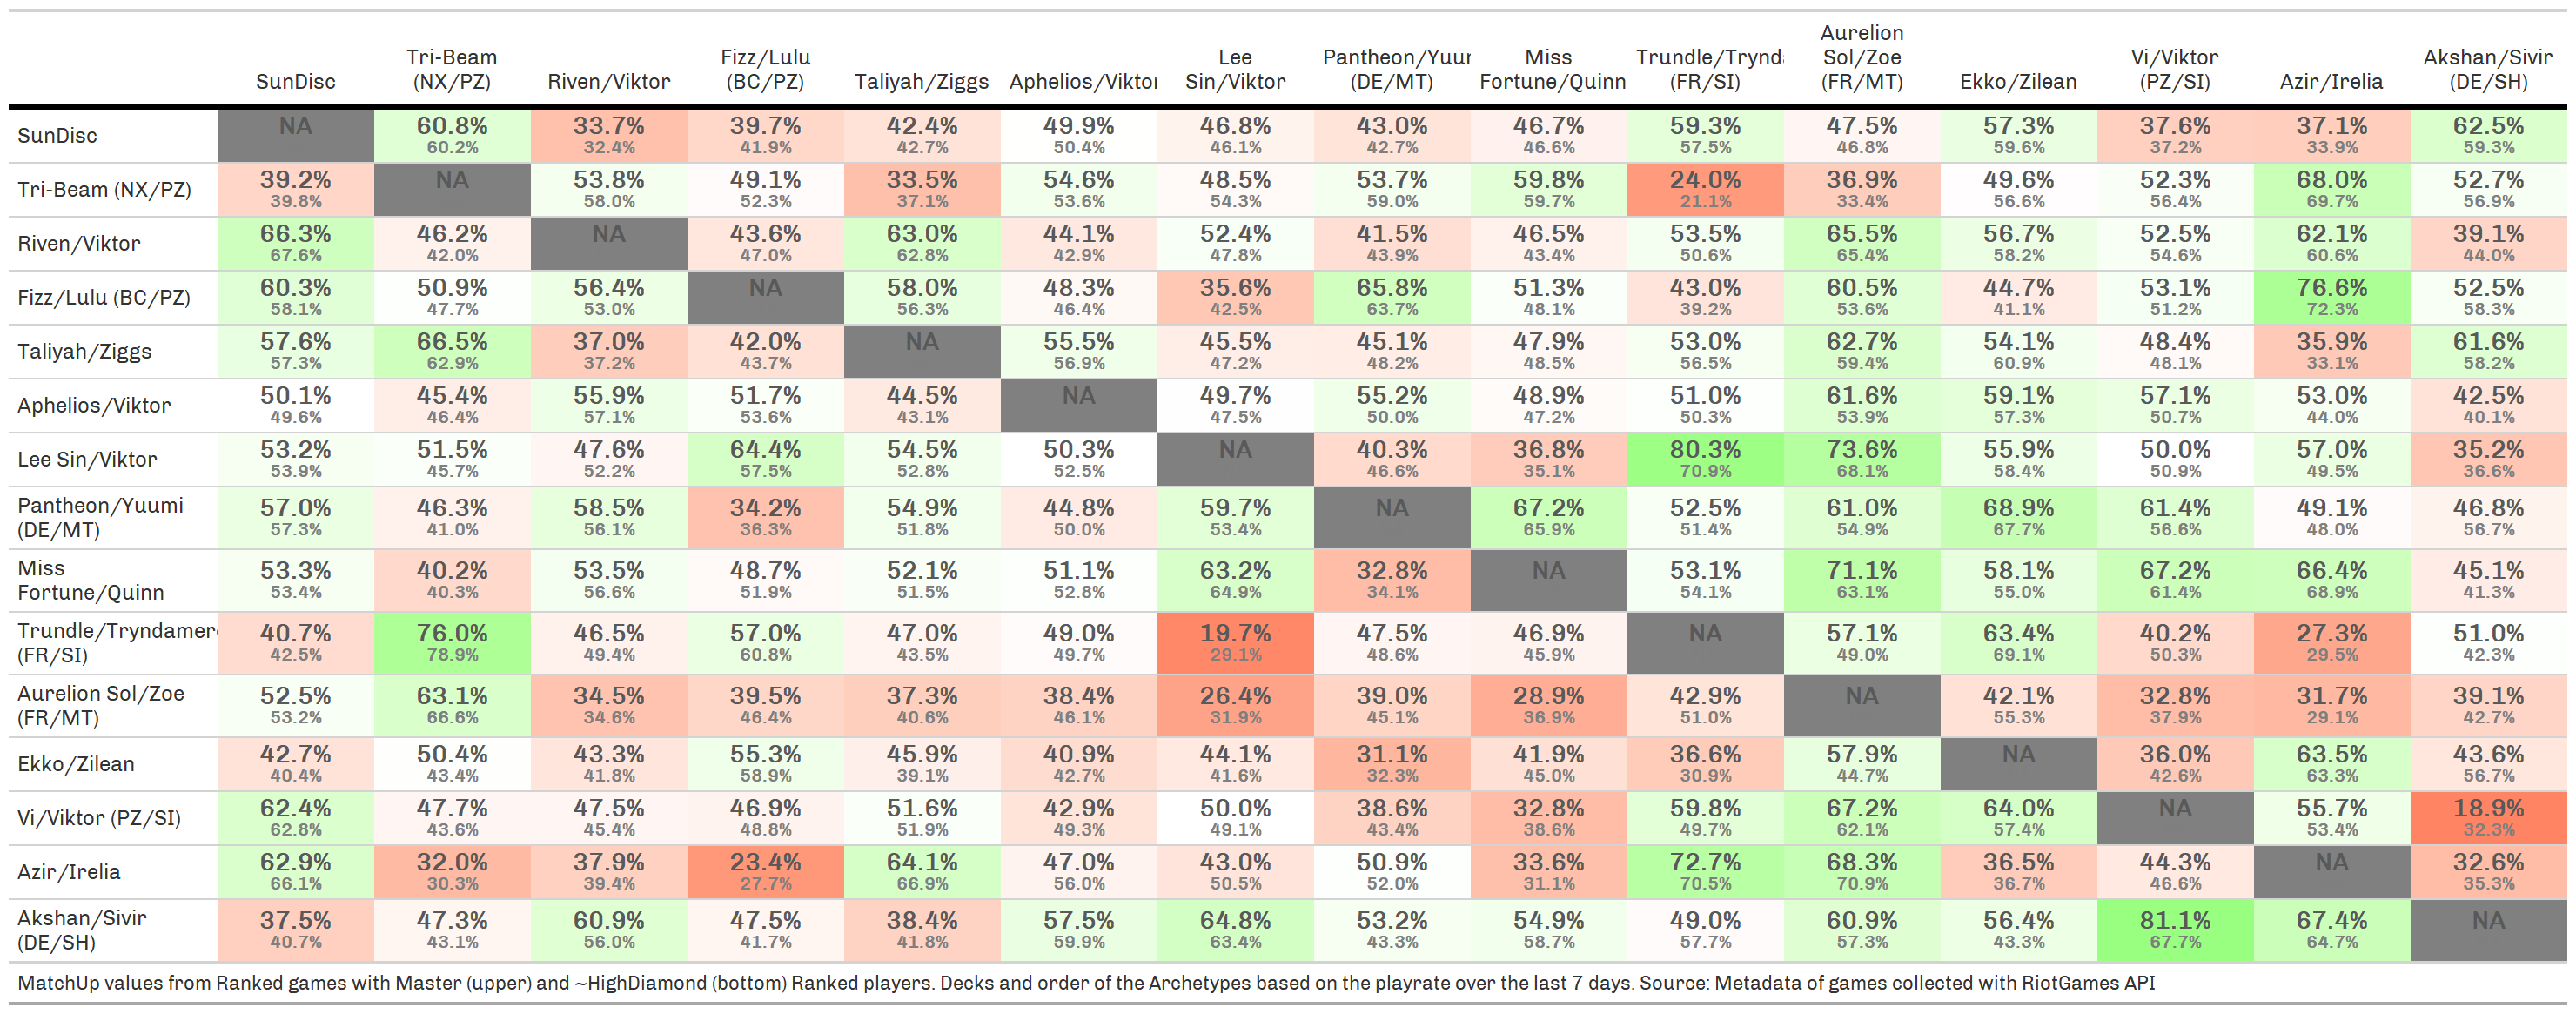 SunDisc Tri-Beam (NX/PZ) Riven/Viktor Fizz/Lulu (BC/PZ) Taliyah/Ziggs Aphelios/Viktor Lee Sin/Viktor Pantheon/Yuur (DE/MT) Miss Fortune/Quinn Trundle/Trynd (FR/SI) Aurelion Sol/Zoe (FR/MT) Ekko/Zilean Vi/Viktor (PZ/SI) Azir/Irelia Akshan/Sivir (DE/SH)
SunDisc NA 60.8% 33.7% 39.7% 42.4% 49.9% 46.8% 43.0% 46.7% 59.3% 47.5% 57.3% 37.6% 37.1% 62.5%
60.2% 32.4% 41.9% 42.7% 50.4% 46.1% 42.7% 46.6% 57.5% 46.8% 59.6% 37.2% 33.9% 59.3%
Tri-Beam (NX/PZ) 39.2% NA 53.8% 49.1% 33.5% 54.6% 48.5% 53.7% 59.8% 24.0% 36.9% 49.6% 52.3% 68.0% 52.7%
39.8% 58.0% 52.3% 37.1% 53.6% 54.3% 59.0% 59.7% 21.1% 33.4% 56.6% 56.4% 69.7% 56.9%
Riven/Viktor 66.3% 46.2% NA 43.6% 63.0% 44.1% 52.4% 41.5% 46.5% 53.5% 65.5% 56.7% 52.5% 62.1% 39.1%
67.6% 42.0% 47.0% 62.8% 42.9% 47.8% 43.9% 43.4% 50.6% 65.4% 58.2% 54.6% 60.6% 44.0%
Fizz/Lulu (BC/PZ) 60.3% 50.9% 56.4% NA 58.0% 48.3% 35.6% 65.8% 51.3% 43.0% 60.5% 44.7% 53.1% 76.6% 52.5%
58.1% 47.7% 53.0% 56.3% 46.4% 42.5% 63.7% 48.1% 39.2% 53.6% 41.1% 51.2% 72.3% 58.3%
Taliyah/Ziggs 57.6% 66.5% 37.0% 42.0% NA 55.5% 45.5% 45.1% 47.9% 53.0% 62.7% 54.1% 48.4% 35.9% 61.6%
57.3% 62.9% 37.2% 43.7% 56.9% 47.2% 48.2% 48.5% 56.5% 59.4% 60.9% 48.1% 33.1% 58.2%
Aphelios/Viktor 50.1% 45.4% 55.9% 51.7% 44.5% NA 49.7% 55.2% 48.9% 51.0% 61.6% 59.1% 57.1% 53.0% 42.5%
49.6% 46.4% 57.1% 53.6% 43.1% 47.5% 50.0% 47.2% 50.3% 53.9% 57.3% 50.7% 44.0% 40.1%
Lee Sin/Viktor 53.2% 51.5% 47.6% 64.4% 54.5% 50.3% NA 40.3% 36.8% 80.3% 73.6% 55.9% 50.0% 57.0% 35.2%
53.9% 45.7% 52.2% 57.5% 52.8% 52.5% 46.6% 35.1% 70.9% 68.1% 58.4% 50.9% 49.5% 36.6%
Pantheon/Yuumi 57.0% 46.3% 58.5% 34.2% 54.9% 44.8% 59.7% NA 67.2% 52.5% 61.0% 68.9% 61.4% 49.1% 46.8%
(DE/MT) 57.3% 41.0% 56.1% 36.3% 51.8% 50.0% 53.4% 65.9% 51.4% 54.9% 67.7% 56.6% 48.0% 56.7%
Miss 53.3% 40.2% 53.5% 48.7% 52.1% 51.1% 63.2% 32.8% NA 53.1% 71.1% 58.1% 67.2% 66.4% 45.1%
Fortune/Quinn 53.4% 40.3% 56.6% 51.9% 51.5% 52.8% 64.9% 34.1% 54.1% 63.1% 55.0% 61.4% 68.9% 41.3%
Trundle/Tryndamer 40.7% 76.0% 46.5% 57.0% 47.0% 49.0% 19.7% 47.5% 46.9% NA 57.1% 63.4% 40.2% 27.3% 51.0%
(FR/SI) 42.5% 78.9% 49.4% 60.8% 43.5% 49.7% 29.1% 48.6% 45.9% 49.0% 69.1% 50.3% 29.5% 42.3%
Aurelion Sol/Zoe 52.5% 63.1% 34.5% 39.5% 37.3% 38.4% 26.4% 39.0% 28.9% 42.9% NA 42.1% 32.8% 31.7% 39.1%
(FR/MT) 53.2% 66.6% 34.6% 46.4% 40.6% 46.1% 31.9% 45.1% 36.9% 51.0% 55.3% 37.9% 29.1% 42.7%
Ekko/Zilean 42.7% 50.4% 43.3% 55.3% 45.9% 40.9% 44.1% 31.1% 41.9% 36.6% 57.9% NA 36.0% 63.5% 43.6%
40.4% 43.4% 41.8% 58.9% 39.1% 42.7% 41.6% 32.3% 45.0% 30.9% 44.7% 42.6% 63.3% 56.7%
Vi/Viktor (PZ/SI) 62.4% 47.7% 47.5% 46.9% 51.6% 42.9% 50.0% 38.6% 32.8% 59.8% 67.2% 64.0% NA 55.7% 18.9%
62.8% 43.6% 45.4% 48.8% 51.9% 49.3% 49.1% 43.4% 38.6% 49.7% 62.1% 57.4% 53.4% 32.3%
Azir/Irelia 62.9% 32.0% 37.9% 23.4% 64.1% 47.0% 43.0% 50.9% 33.6% 72.7% 68.3% 36.5% 44.3% NA 32.6%
66.1% 30.3% 39.4% 27.7% 66.9% 56.0% 50.5% 52.0% 31.1% 70.5% 70.9% 36.7% 46.6% 35.3%
Akshan/Sivir 37.5% 47.3% 60.9% 47.5% 38.4% 57.5% 64.8% 53.2% 54.9% 49.0% 60.9% 56.4% 81.1% 67.4% NA
(DE/SH) 40.7% 43.1% 56.0% 41.7% 41.8% 59.9% 63.4% 43.3% 58.7% 57.7% 57.3% 43.3% 67.7% 64.7%
MatchUp values from Ranked games with Master (upper) and ~HighDiamond (bottom) Ranked players. Decks and order of the Archetypes based on the playrate over the last 7 days. Source: Metadata of games collected with RiotGames API